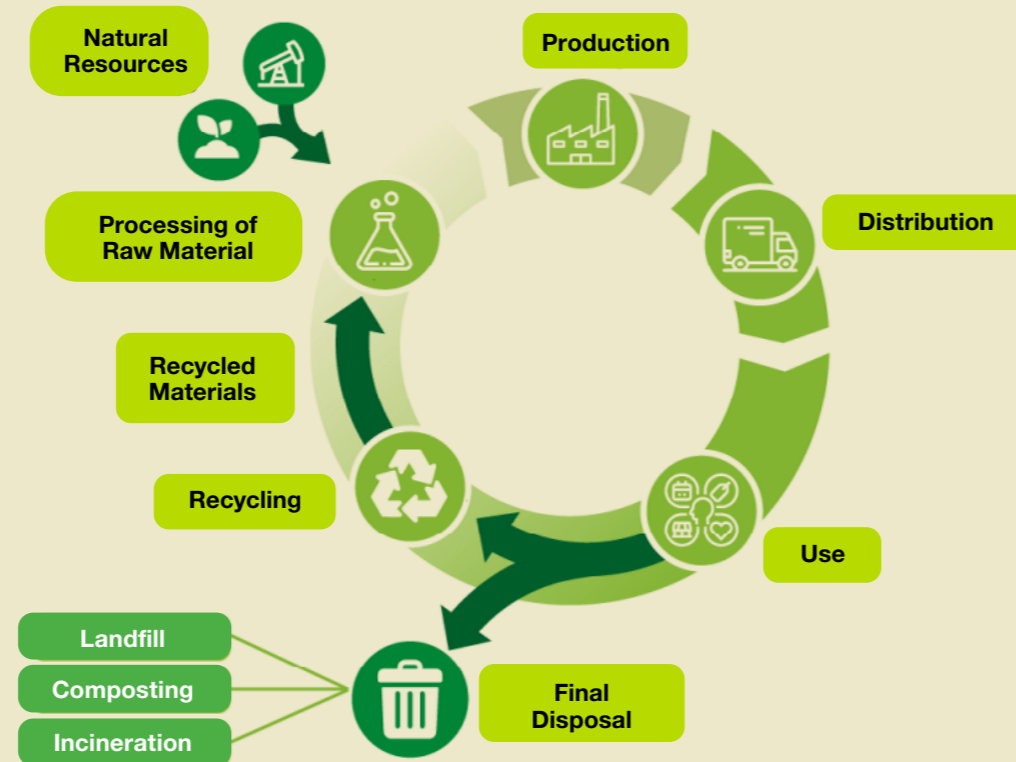 Natural
Resources
Production
Processing of
Raw Material
Distribution
Recycled
Materials
Recycling
Use
Landfill
Composting
Incineration
Final
Disposal